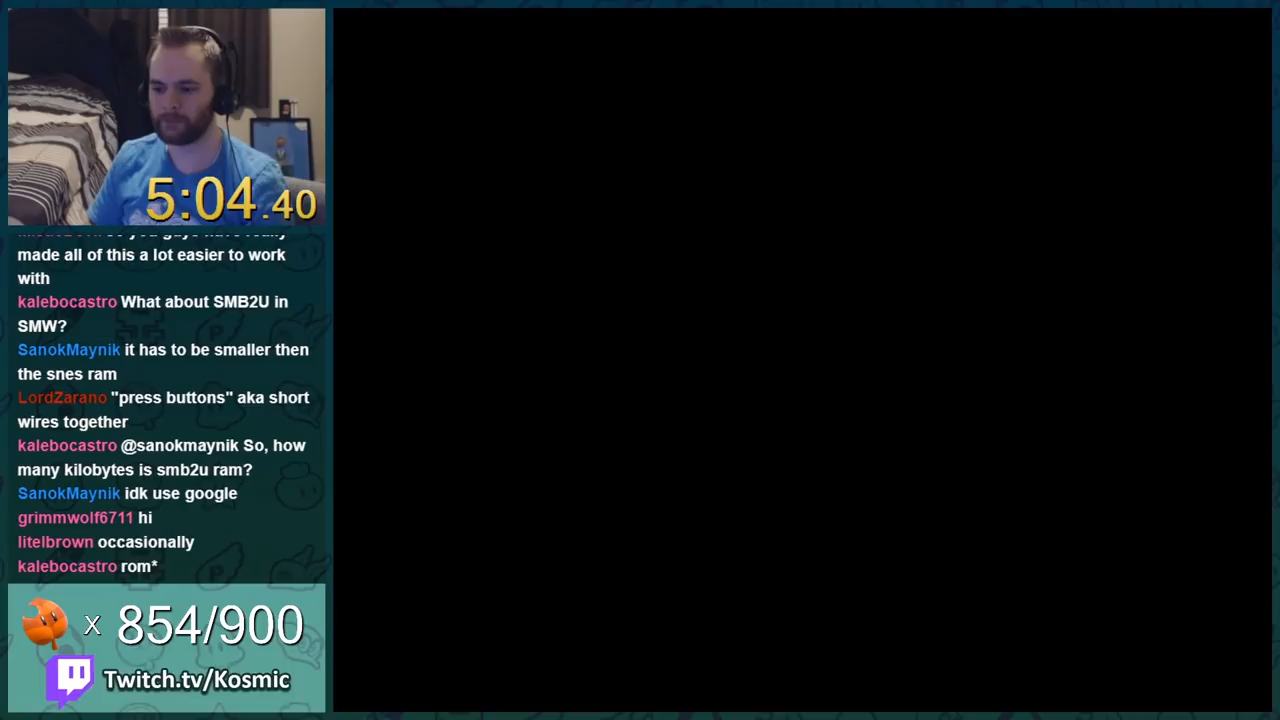 5:04.40
made all of this a lot easier to work
with
kalebocastro What about SMB2U in
SMW?
SanokMaynik it has to be smaller then
the snes ram
LordZarano "press buttons" aka short
wires together
kalebocastro @sanokmaynik So, how
many kilobytes is smb2u ram?
SanokMaynik idk use google
grimmwolf6711 hi
litelbrown occasionally
kalebocastro rom*
x 854/900
Twitch.tv/Kosmic